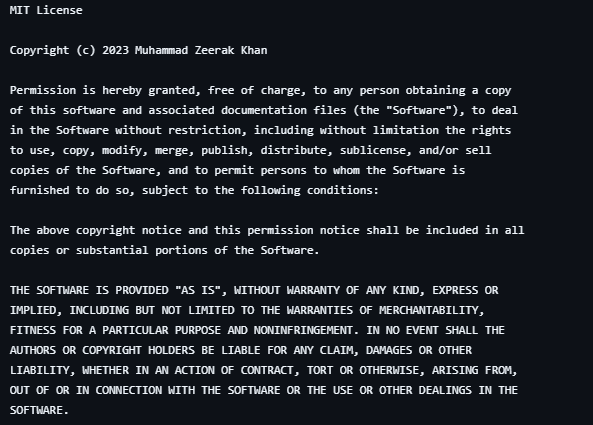 MIT License
Copyright (c) 2023 Muhammad Zeerak Khan
Permission is hereby granted, free of charge, to any person obtaining a copy
of this software and associated documentation files (the "Software"), to deal
in the Software without restriction, including without limitation the rights
to use, copy, modify, merge, publish, distribute, sublicense, and/or sell
copies of the Software, and to permit persons to whom the Software is
furnished to do so, subject to the following conditions:
The above copyright notice and this permission notice shall be included in all
copies or substantial portions of the Software.
THE SOFTWARE IS PROVIDED "AS IS", WITHOUT WARRANTY OF ANY KIND, EXPRESS OR
IMPLIED, INCLUDING BUT NOT LIMITED TO THE WARRANTIES OF MERCHANTABILITY,
FITNESS FOR A PARTICULAR PURPOSE AND NONINFRINGEMENT. IN NO EVENT SHALL THE
AUTHORS OR COPYRIGHT HOLDERS BE LIABLE FOR ANY CLAIM, DAMAGES OR OTHER
LIABILITY, WHETHER IN AN ACTION OF CONTRACT, TORT OR OTHERWISE, ARISING FROM,
OUT OF OR IN CONNECTION WITH THE SOFTWARE OR THE USE OR OTHER DEALINGS IN THE
SOFTWARE.